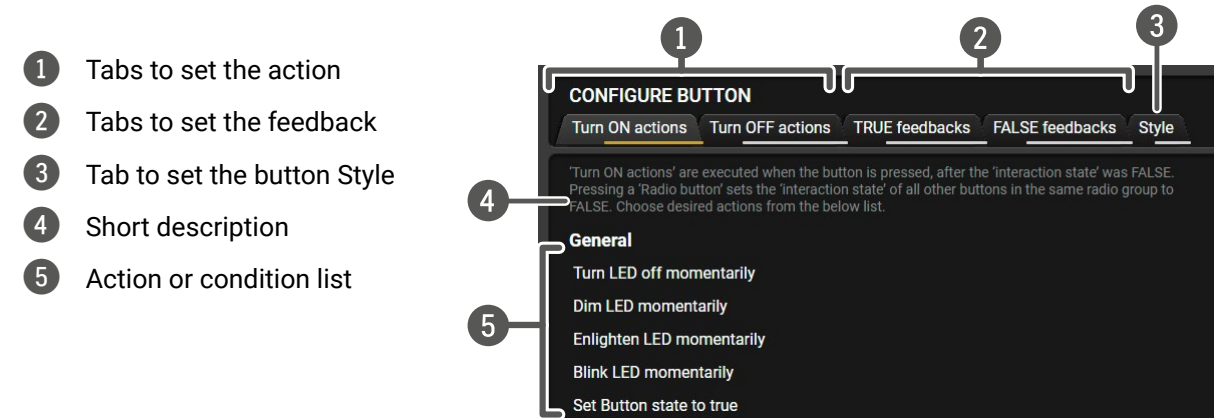 1 Tabs to set the action
2 Tabs to set the feedback
3 Tab to set the button Style
4 Short description
5 Action or condition list
1
2
3
CONFIGURE BUTTON
Turn ON actions Turn OFF actions TRUE feedbacks FALSE feedbacks Style
4
'Turn ON actions' are executed when the button is pressed, after the 'interaction state' was FALSE.
Pressing a 'Radio button' sets the 'interaction state' of all other buttons in the same radio group to
FALSE. Choose desired actions from the below list.
5
General
Turn LED off momentarily
Dim LED momentarily
Enlighten LED momentarily
Blink LED momentarily
Set Button state to true